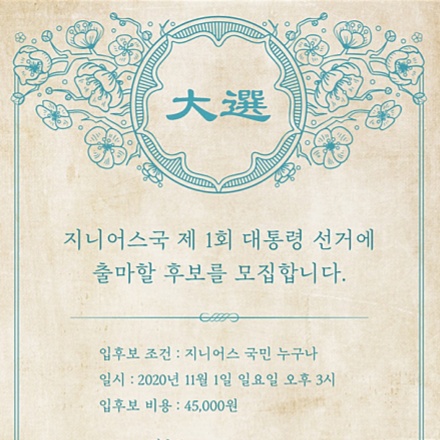 大選
지니어스국 제 1회 대통령 선거에
출마할 후보를 모집합니다.
입후보 조건 : 지니어스 국민 누구나
일시 : 2020년 11월 1일 일요일 오후 3시
입후보 비용 : 45,000원